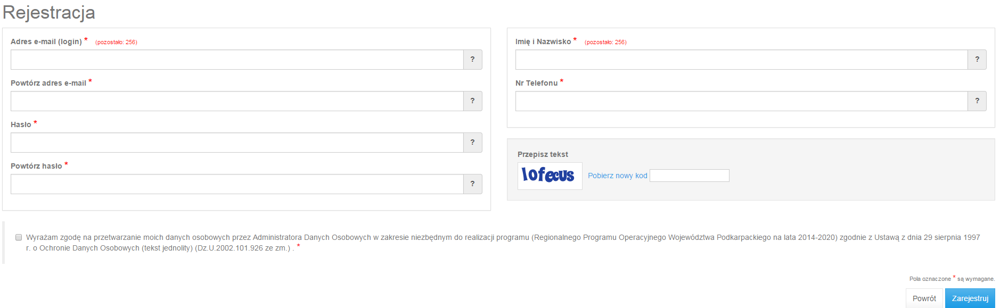 Rejestracja
Adres e-mail (login) * (pozostało: 256)
?
Powtórz adres e-mail *
?
Hasło *
?
Powtórz hasło *
?
Imię i Nazwisko * (pozostało: 256)
?
Nr Telefonu *
?
Przepisz tekst
lofecus Pobierz nowy kod
Wyrażam zgodę na przetwarzanie moich danych osobowych przez Administratora Danych Osobowych w zakresie niezbędnym do realizacji programu (Regionalnego Programu Operacyjnego Województwa Podkarpackiego na lata 2014-2020) zgodnie z Ustawą z dnia 29 sierpnia 1997
r. o Ochronie Danych Osobowych (tekst jednolity) (Dz.U.2002.101.926 ze zm.) . *
Pola oznaczone * są wymagane.
Powrót Zarejestruj